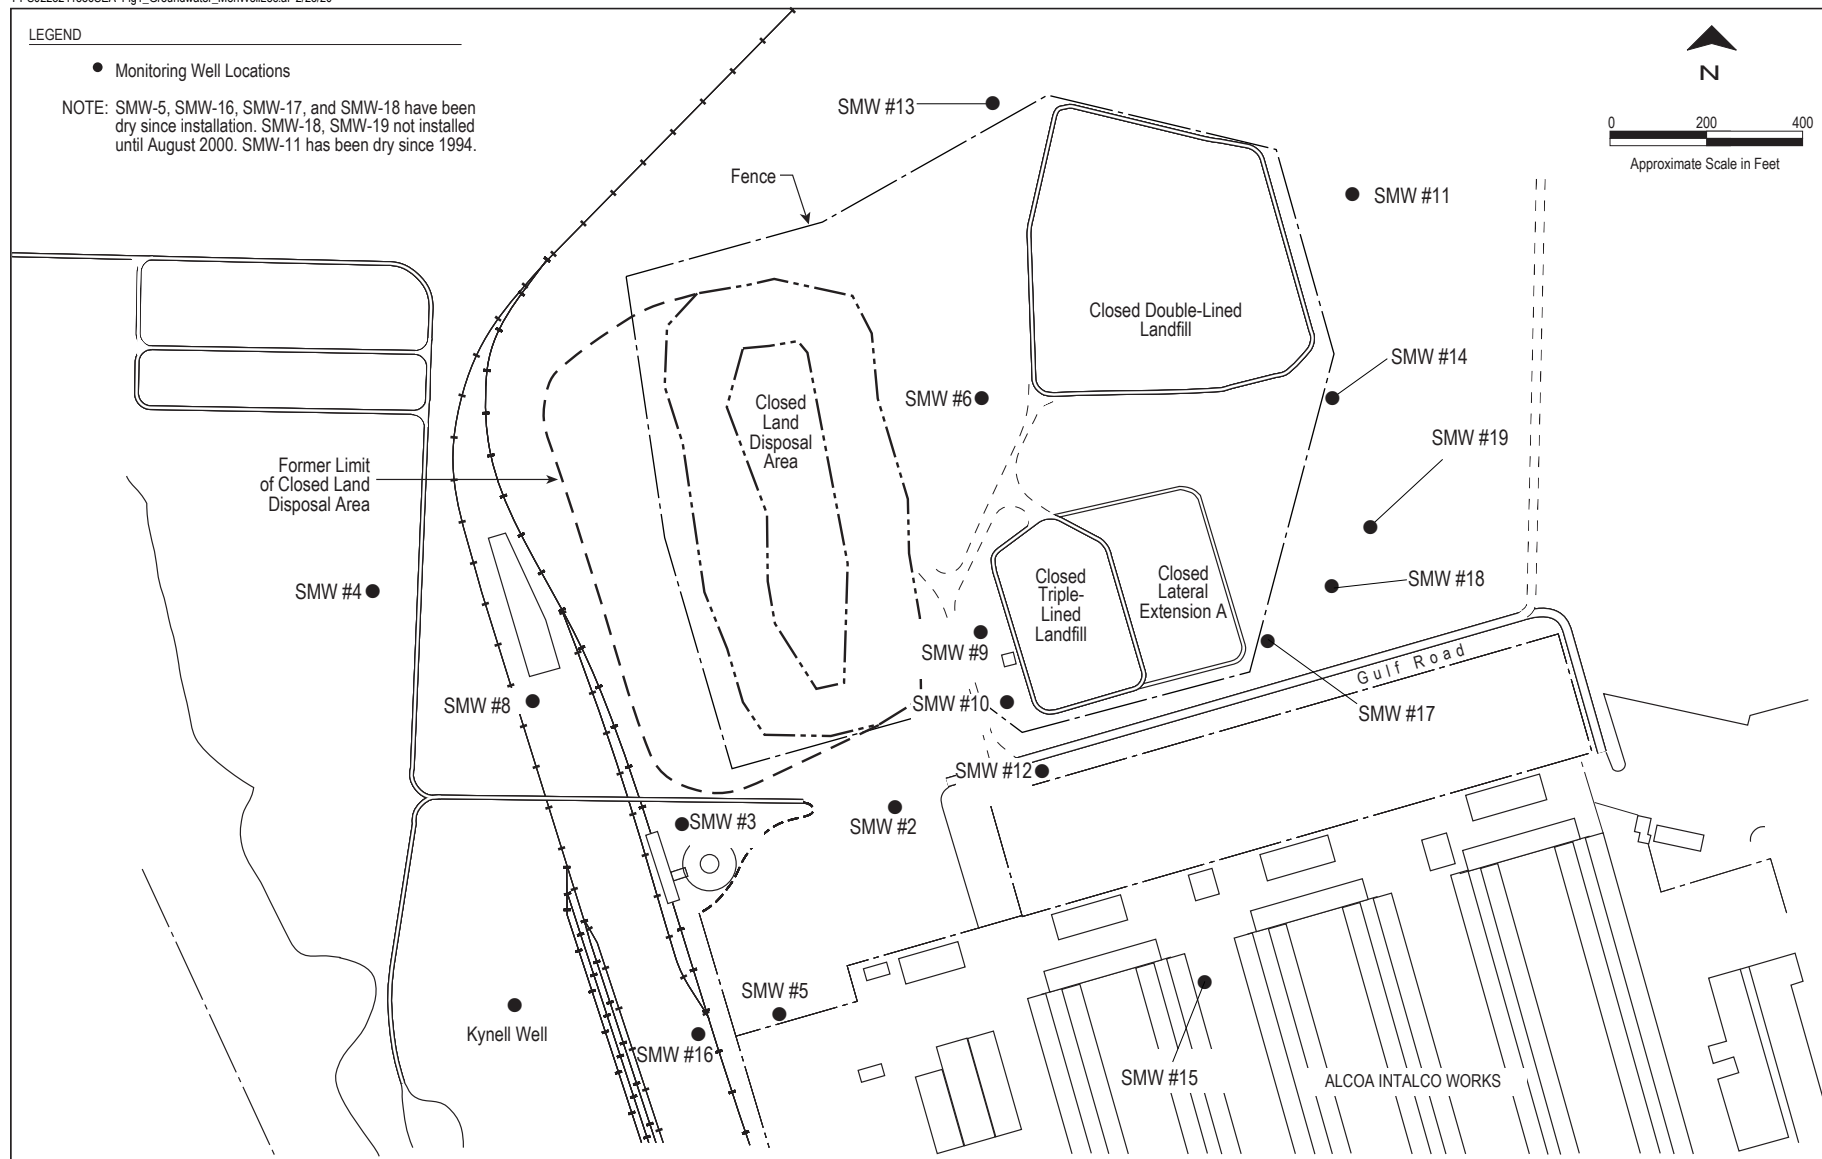 LEGEND
Monitoring Well Locations
NOTE: SMW-5, SMW-16, SMW-17, and SMW-18 have been
dry since installation. SMW-18, SMW-19 not installed
until August 2000. SMW-11 has been dry since 1994.
N
0 200 400
Approximate Scale in Feet
SMW #13
Fence
SMW #11
Closed Double-Lined
Landfill
SMW #14
SMW #6
Closed
Land
Disposal
Area
SMW #19
Former Limit
of Closed Land
Disposal Area
SMW #4
Closed
Triple-
Lined
Landfill
Closed
Lateral
Extension A
SMW #18
SMW #9
Gulf Road
SMW #8
SMW #10
SMW #17
SMW #12
SMW #3
SMW #2
SMW #5
Kynell Well
SMW #16
SMW #15
ALCOA INTALCO WORKS